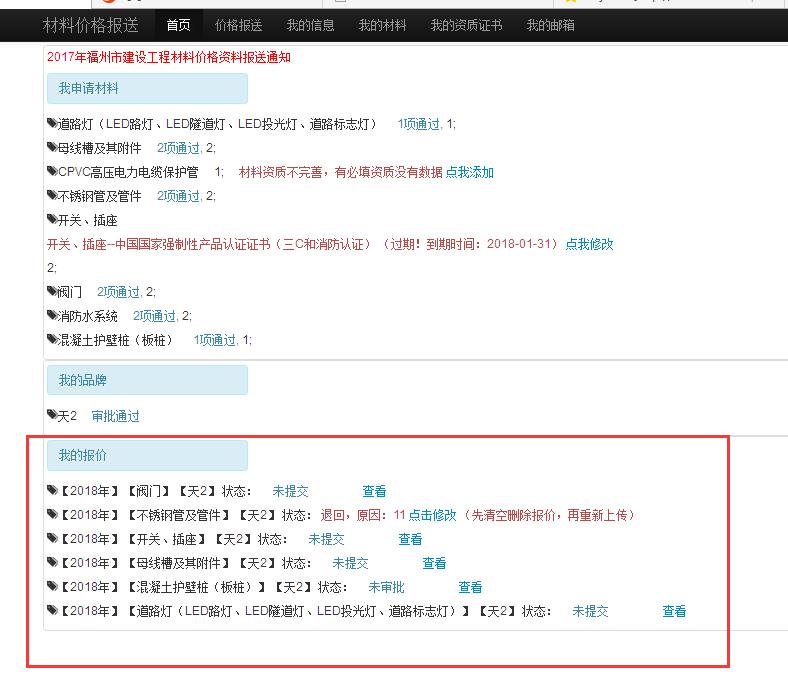 材料价格报送 首页 价格报送 我的信息 我的材料 我的资质证书 我的邮箱
2017年福州市建设工程材料价格资料报送通知
我申请材料
道路灯（LED路灯、LED隧道灯、LED投光灯、道路标志灯） 1项通过, 1;
母线槽及其附件 2项通过, 2;
CPVC高压电力电缆保护管 1; 材料资质不完善，有必填资质没有数据 点我添加
不锈钢管及管件 2项通过, 2;
开关、插座
开关、插座--中国国家强制性产品认证证书（三C和消防认证）（过期！到期时间：2018-01-31） 点我修改
2;
阀门 2项通过, 2;
消防水系统 2项通过, 2;
混凝土护壁桩（板桩） 1项通过, 1;
我的品牌
天2 审批通过
我的报价
【2018年】【阀门】【天2】状态： 未提交 查看
【2018年】【不锈钢管及管件】【天2】状态：退回，原因：11 点击修改 （先清空删除报价，再重新上传）
【2018年】【开关、插座】【天2】状态： 未提交 查看
【2018年】【母线槽及其附件】【天2】状态： 未提交 查看
【2018年】【混凝土护壁桩（板桩）】【天2】状态： 未审批 查看
【2018年】【道路灯（LED路灯、LED隧道灯、LED投光灯、道路标志灯）】【天2】状态： 未提交 查看